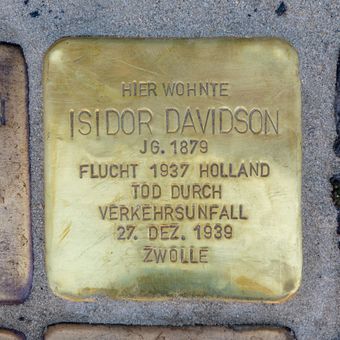 HIER WOHNTE
ISIDOR DAVIDSON
JG. 1879
FLUCHT 1937 HOLLAND
TOD DURCH
VERKEHRSUNFALL
27. DEZ. 1939
ZWOLLE